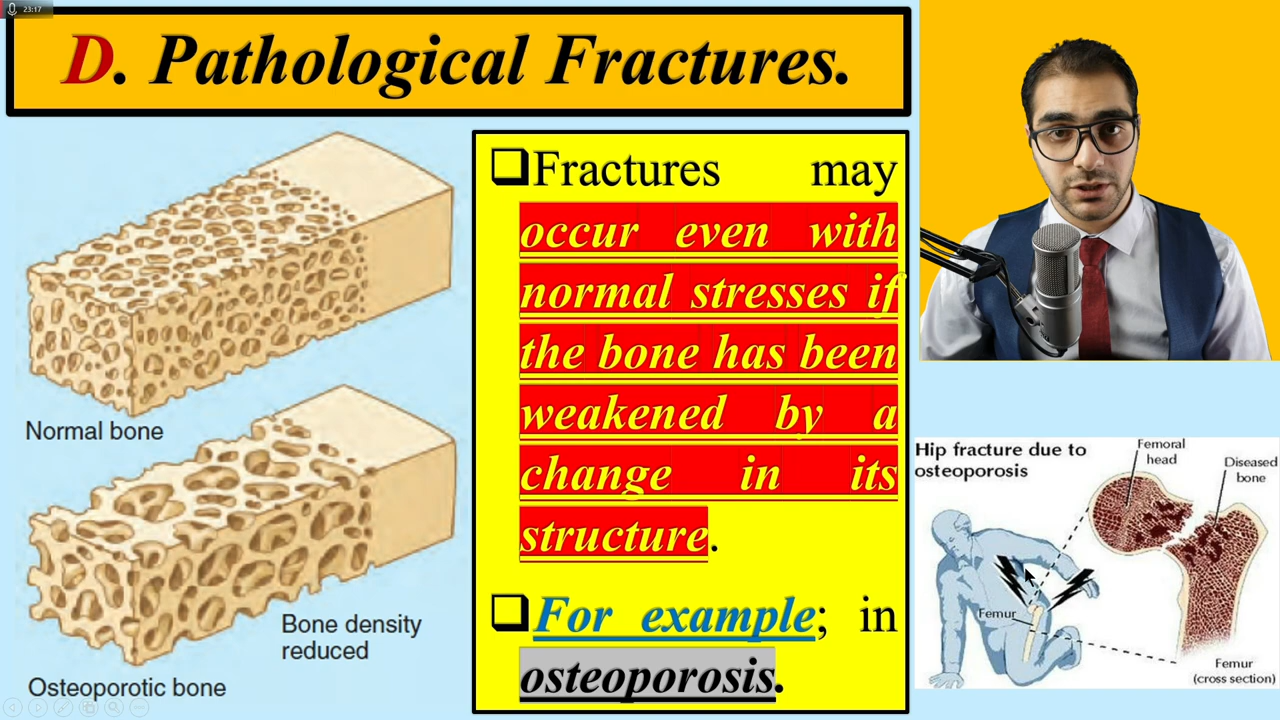 23:17
D. Pathological Fractures.
❑Fractures may
occur even with
normal stresses if
the bone has been
weakened by a
change in its
structure.
❑For example; in
osteoporosis.
Normal bone
Bone density
reduced
Osteoporotic bone
Hip fracture due to
osteoporosis
Femoral
head
Diseased
bone
Femur
Femur
(cross section)